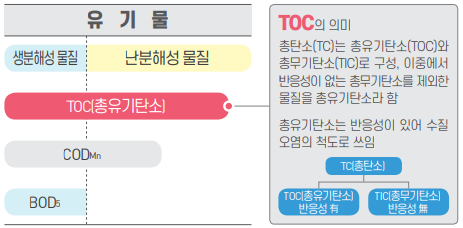 유 기 물
생분해성 물질
난분해성 물질
TOC(총유기탄소)
CODMn
BOD5
TOC의 의미
총탄소(TC)는 총유기탄소(TOC)와
총무기탄소(TIC)로 구성, 이중에서
반응성이 없는 총무기탄소를 제외한
물질을 총유기탄소라 함
총유기탄소는 반응성이 있어 수질
오염의 척도로 쓰임
TC(총탄소)
TOC(총유기탄소)
반응성 有
TIC(총무기탄소)
반응성 無